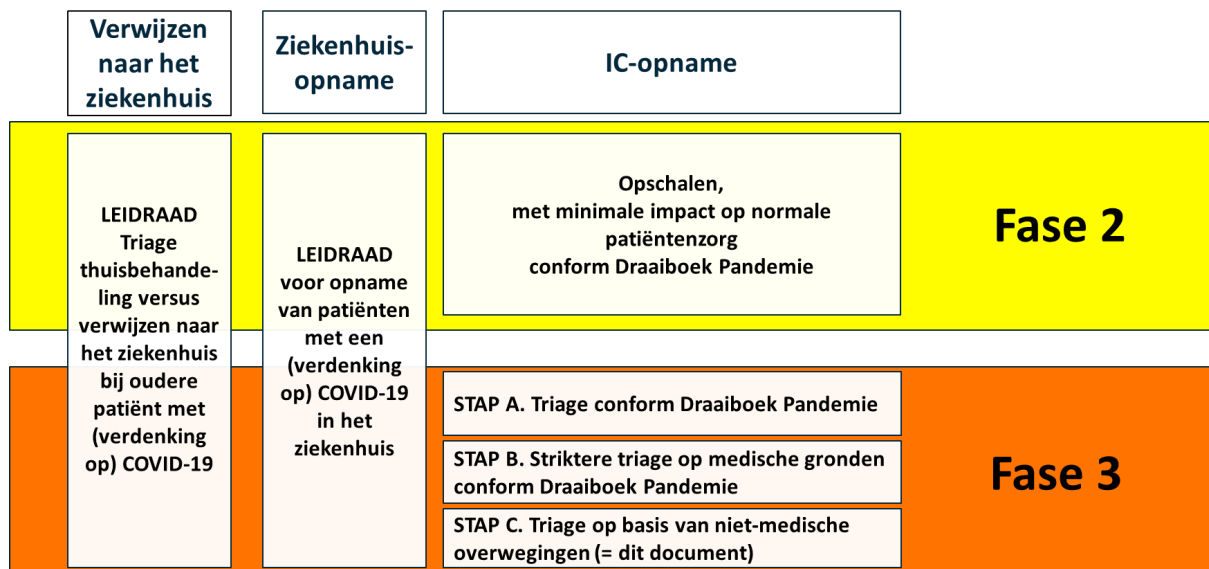 Verwijzen
naar het
ziekenhuis
Ziekenhuis-
opname
IC-opname
LEIDRAAD
Triage
thuisbehande-
ling versus
verwijzen naar
het ziekenhuis
bij oudere
patiënt met
(verdenking
op) COVID-19
LEIDRAAD
voor opname
van patiënten
met een
(verdenking
op) COVID-19
in het
ziekenhuis
Opschalen,
met minimale impact op normale
patiëntenzorg
conform Draaiboek Pandemie
Fase 2
STAP A. Triage conform Draaiboek Pandemie
STAP B. Striktere triage op medische gronden
conform Draaiboek Pandemie
STAP C. Triage op basis van niet-medische
overwegingen (= dit document)
Fase 3